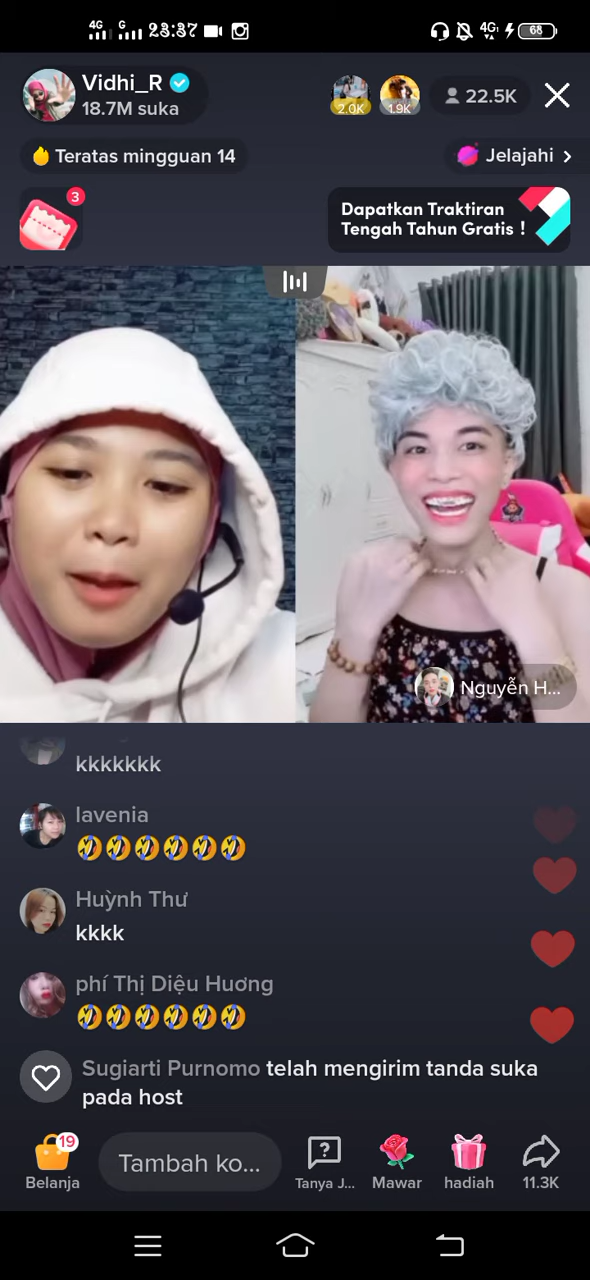 4G G 23:37 4G 68
Vidhi_R
18.7M suka
2.0K 1.9K 22.5K
Teratas mingguan 14 Jelajahi
3
Dapatkan Traktiran
Tengah Tahun Gratis !
Nguyễn H...
kkkkkkk
lavenia
🤣🤣🤣🤣🤣🤣
Huỳnh Thư
kkkk
phí Thị Diệu Hương
🤣🤣🤣🤣🤣🤣
Sugiarti Purnomo telah mengirim tanda suka
pada host
19
Tambah ko...
Belanja Tanya J... Mawar hadiah 11.3K